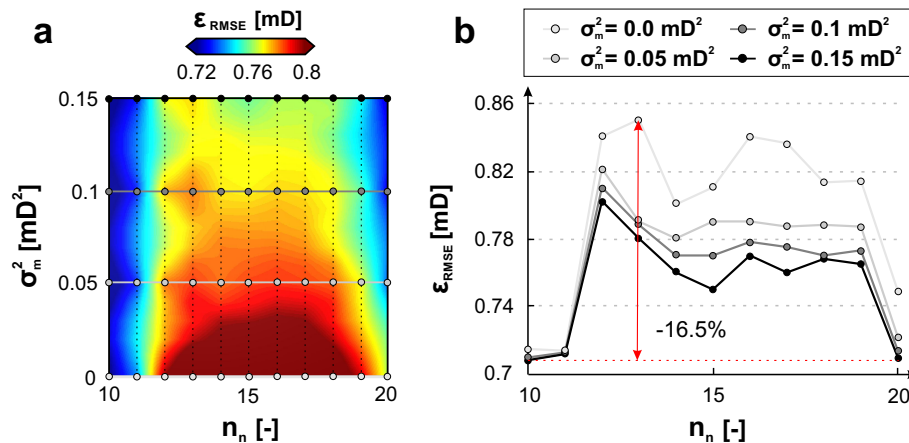 a
ε RMSE [mD]
0.72 0.76 0.8
0.15
0.1
0.05
0
σ²m [mD²]
10 15 20
nn [-]
b
σ²m = 0.0 mD² σ²m = 0.1 mD²
σ²m = 0.05 mD² σ²m = 0.15 mD²
0.86
0.82
0.78
0.74
0.7
εRMSE [mD]
-16.5%
10 15 20
nn [-]